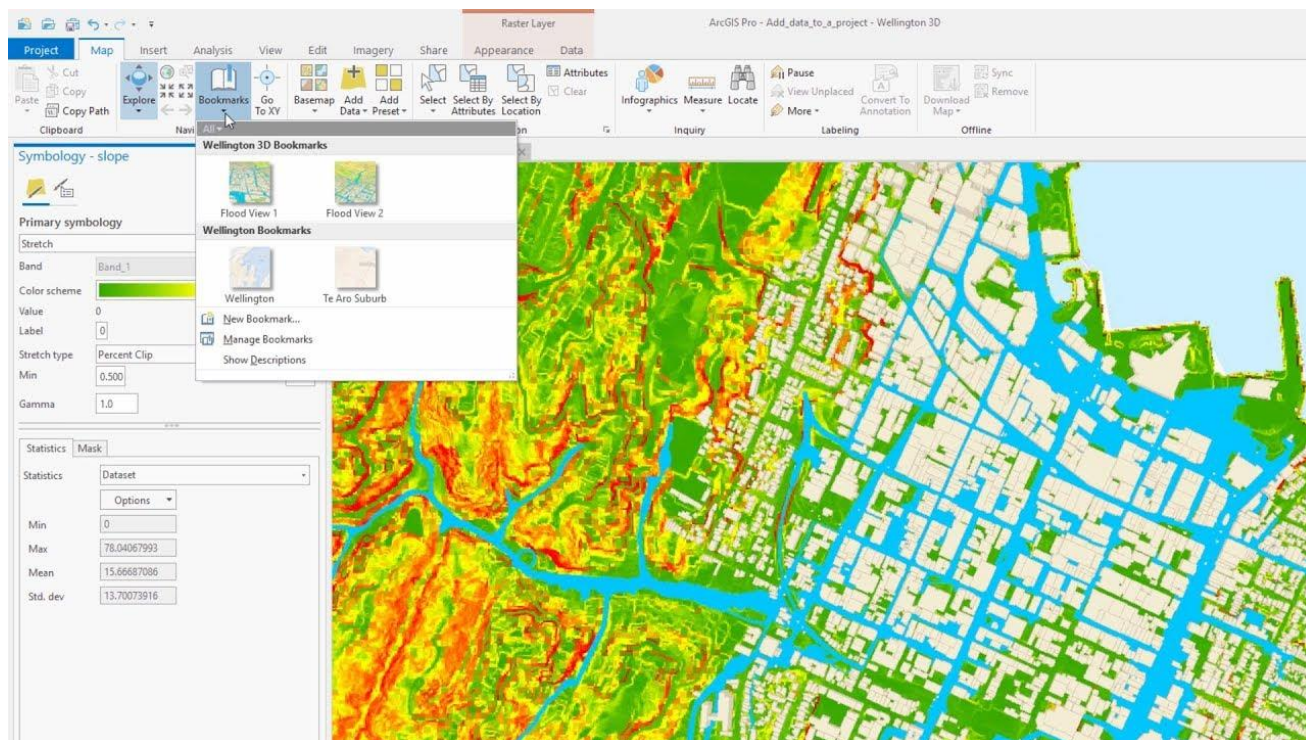 Raster Layer
ArcGIS Pro - Add_data_to_a_project - Wellington 3D
Project Map Insert Analysis View Edit Imagery Share Appearance Data
Paste
Cut
Copy
Copy Path
Clipboard
Explore
Bookmarks
Go To XY
Navi
Basemap
Add Data
Add Preset
Select
Select By Attributes
Select By Location
Attributes
Clear
on
Infographics
Measure
Locate
Inquiry
Pause
View Unplaced
More
Convert To Annotation
Labeling
Download Map
Sync
Remove
Offline
All
Wellington 3D Bookmarks
Flood View 1
Flood View 2
Wellington Bookmarks
Wellington
Te Aro Suburb
New Bookmark...
Manage Bookmarks
Show Descriptions
Symbology - slope
Primary symbology
Stretch
Band Band_1
Color scheme
Value 0
Label 0
Stretch type Percent Clip
Min 0.500
Gamma 1.0
Statistics Mask
Statistics Dataset
Options
Min 0
Max 78.04067993
Mean 15.66687086
Std. dev 13.70073916